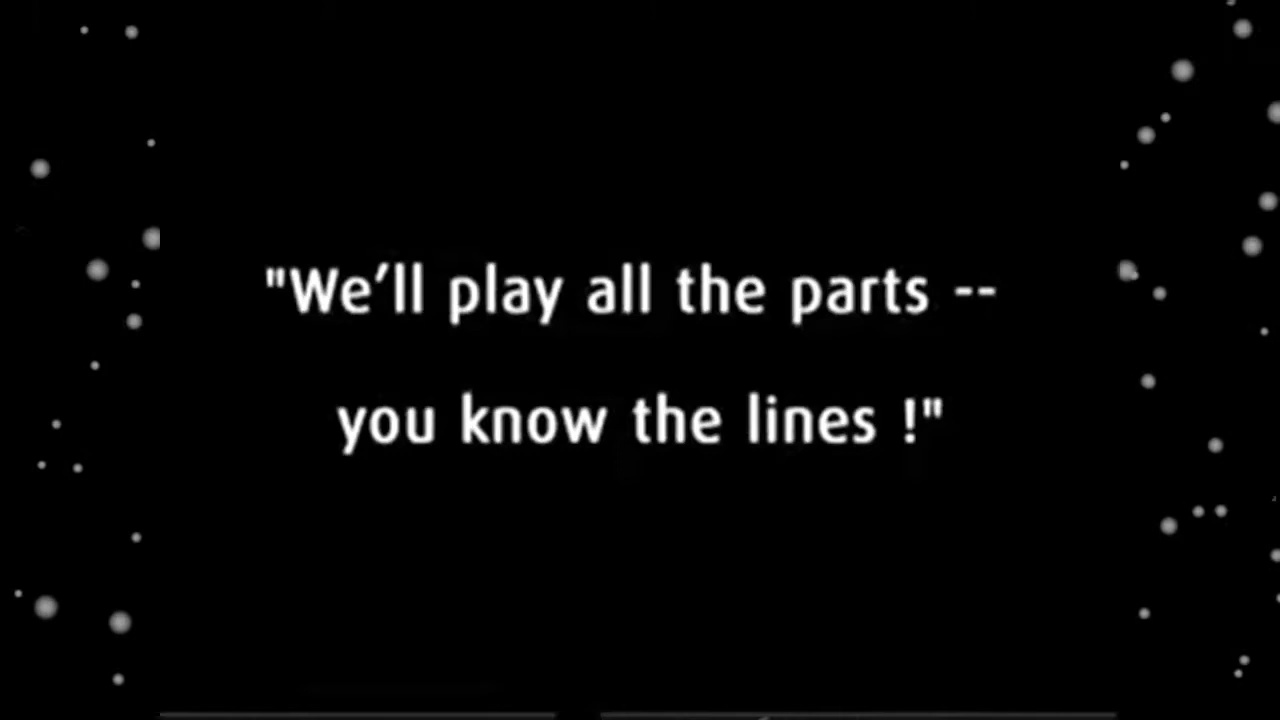 "We’ll play all the parts --
you know the lines !"